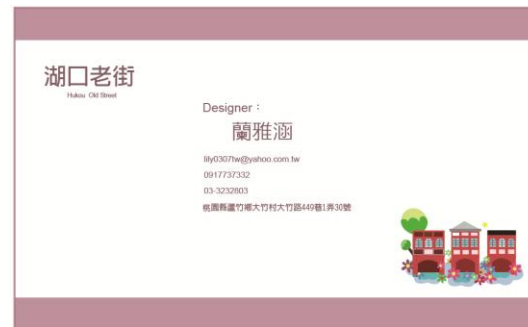 湖口老街
Hukou Old Street
Designer：
蘭雅涵
lily0307tw@yahoo.com.tw
0917737332
03-3232803
桃園縣蘆竹鄉大竹村大竹路449巷1弄30號